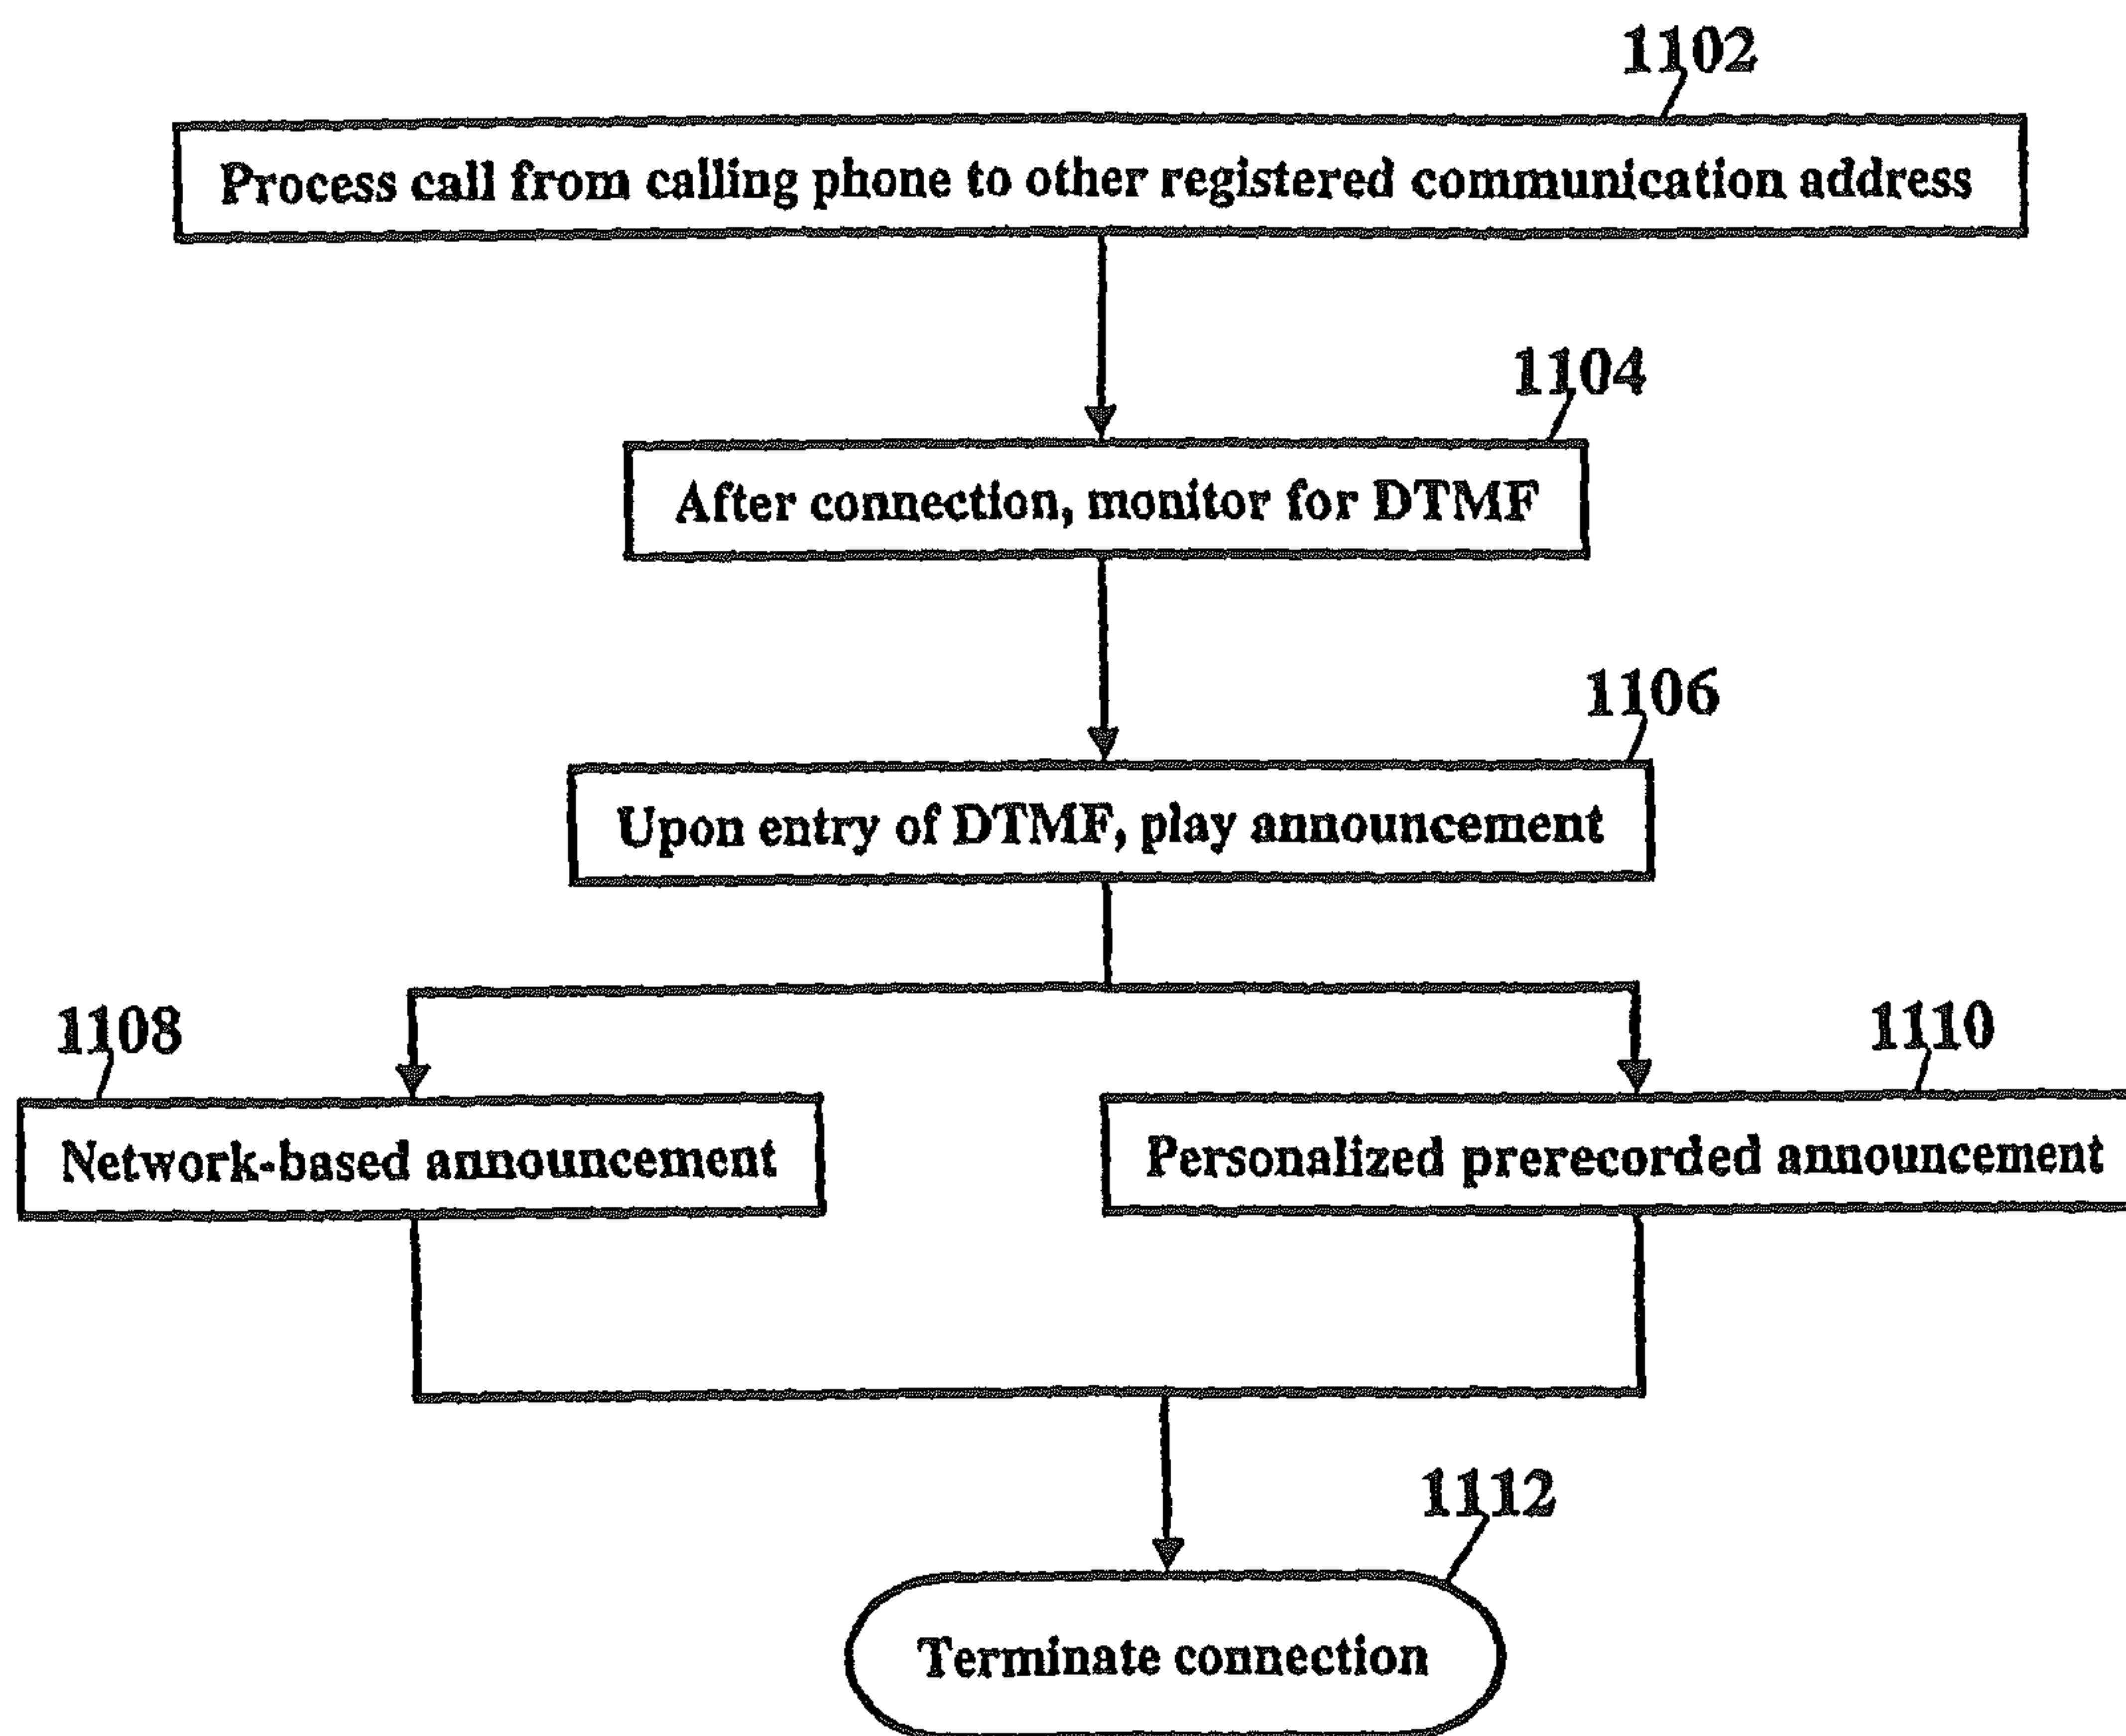 1102
Process call from calling phone to other registered communication address
1104
After connection, monitor for DTMF
1106
Upon entry of DTMF, play announcement
1108
1110
Network-based announcement
Personalized prerecorded announcement
1112
Terminate connection